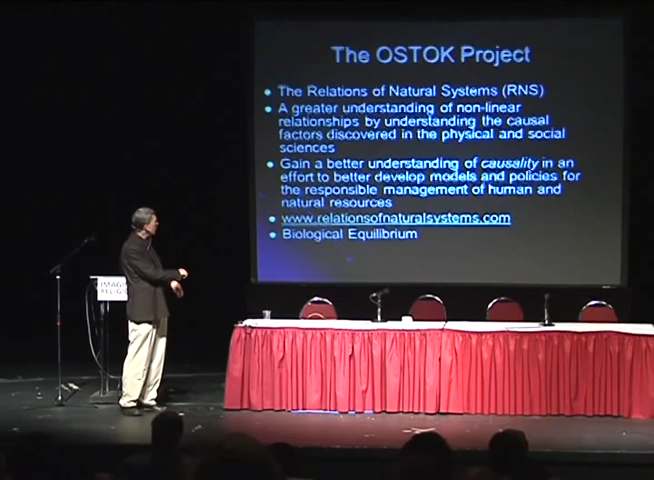 The OSTOK Project
The Relations of Natural Systems (RNS)
A greater understanding of non-linear
relationships by understanding the causal
factors discovered in the physical and social
sciences
Gain a better understanding of causality in an
effort to better develop models and policies for
the responsible management of human and
natural resources
www.relationsofnaturalsystems.com
Biological Equilibrium
IMAGIN
RELIGI